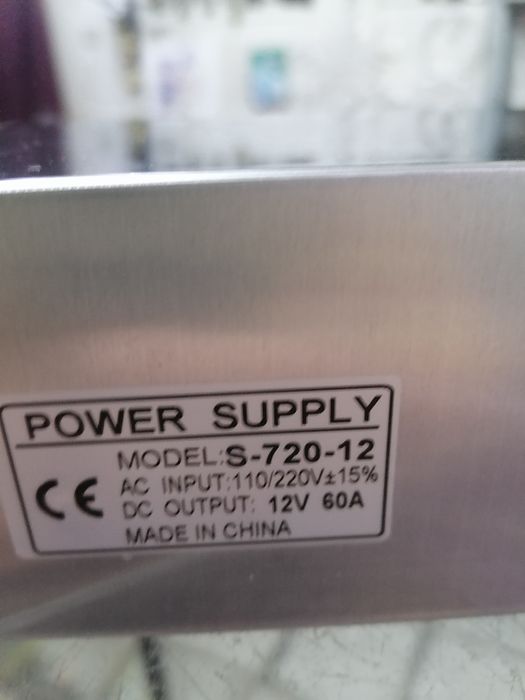 POWER SUPPLY
MODEL:S-720-12
CE AC INPUT:110/220V±15%
DC OUTPUT: 12V 60A
MADE IN CHINA